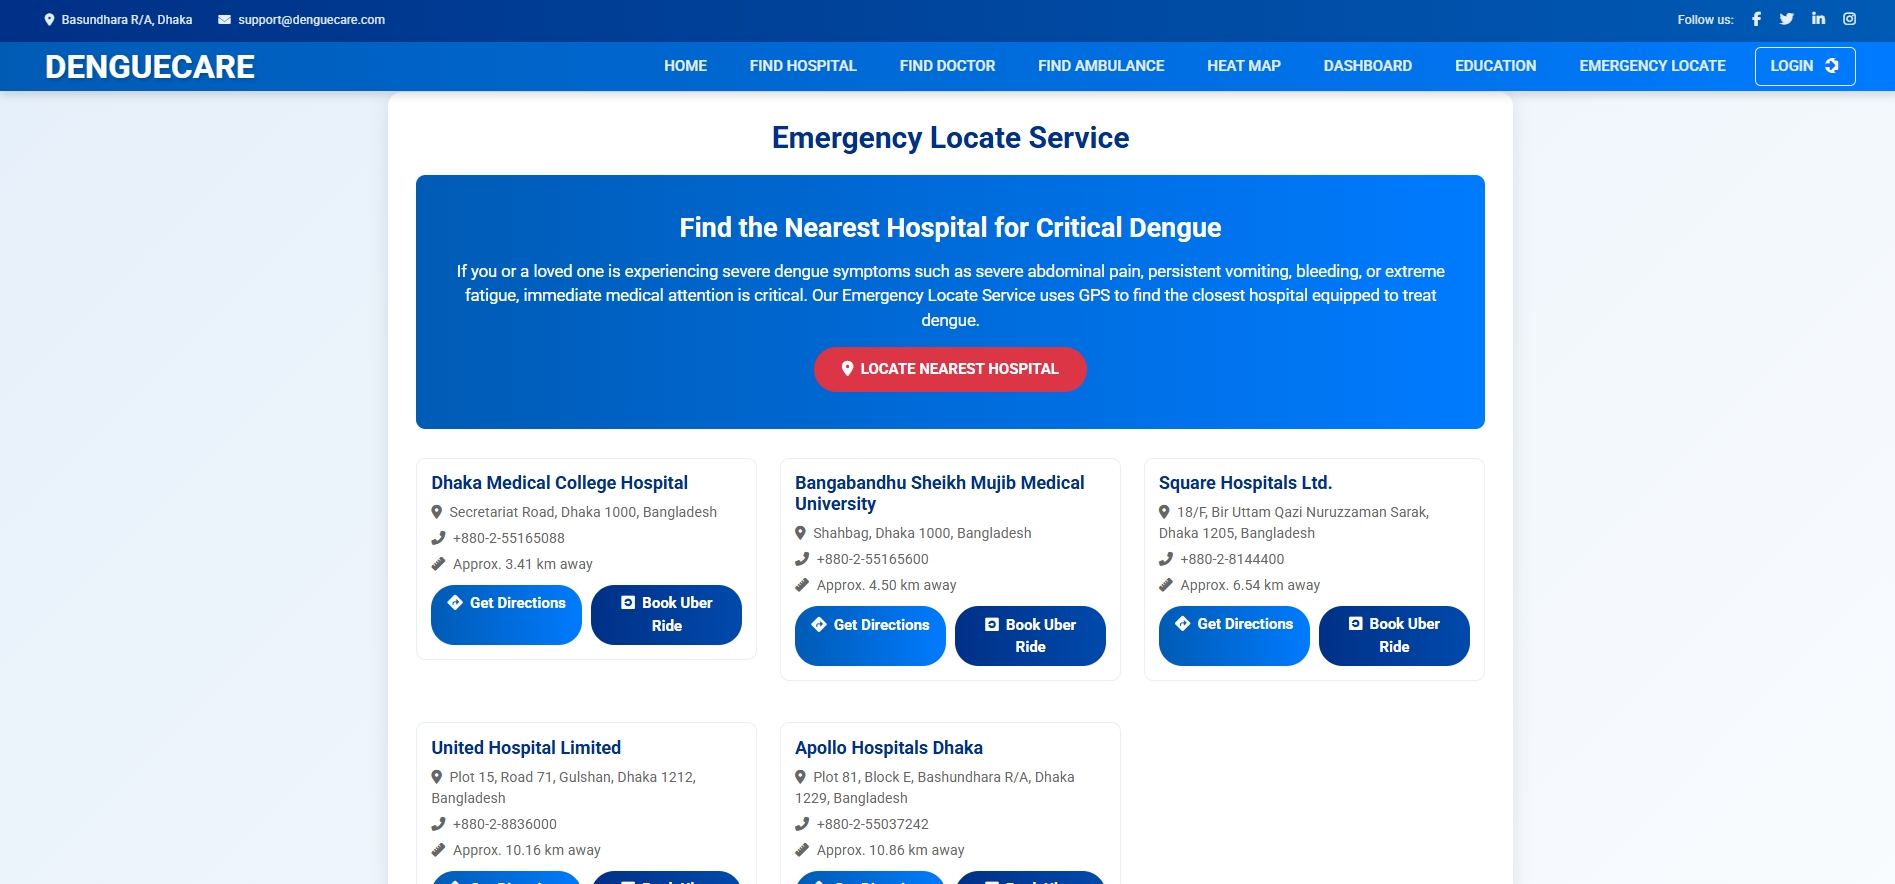 Basundhara R/A, Dhaka
support@denguecare.com
Follow us:
DENGUECARE
HOME
FIND HOSPITAL
FIND DOCTOR
FIND AMBULANCE
HEAT MAP
DASHBOARD
EDUCATION
EMERGENCY LOCATE
LOGIN
Emergency Locate Service
Find the Nearest Hospital for Critical Dengue
If you or a loved one is experiencing severe dengue symptoms such as severe abdominal pain, persistent vomiting, bleeding, or extreme
fatigue, immediate medical attention is critical. Our Emergency Locate Service uses GPS to find the closest hospital equipped to treat
dengue.
LOCATE NEAREST HOSPITAL
Dhaka Medical College Hospital
Secretariat Road, Dhaka 1000, Bangladesh
+880-2-55165088
Approx. 3.41 km away
Get Directions
Book Uber
Ride
Bangabandhu Sheikh Mujib Medical
University
Shahbag, Dhaka 1000, Bangladesh
+880-2-55165600
Approx. 4.50 km away
Get Directions
Book Uber
Ride
Square Hospitals Ltd.
18/F, Bir Uttam Qazi Nuruzzaman Sarak,
Dhaka 1205, Bangladesh
+880-2-8144400
Approx. 6.54 km away
Get Directions
Book Uber
Ride
United Hospital Limited
Plot 15, Road 71, Gulshan, Dhaka 1212,
Bangladesh
+880-2-8836000
Approx. 10.16 km away
Apollo Hospitals Dhaka
Plot 81, Block E, Bashundhara R/A, Dhaka
1229, Bangladesh
+880-2-55037242
Approx. 10.86 km away